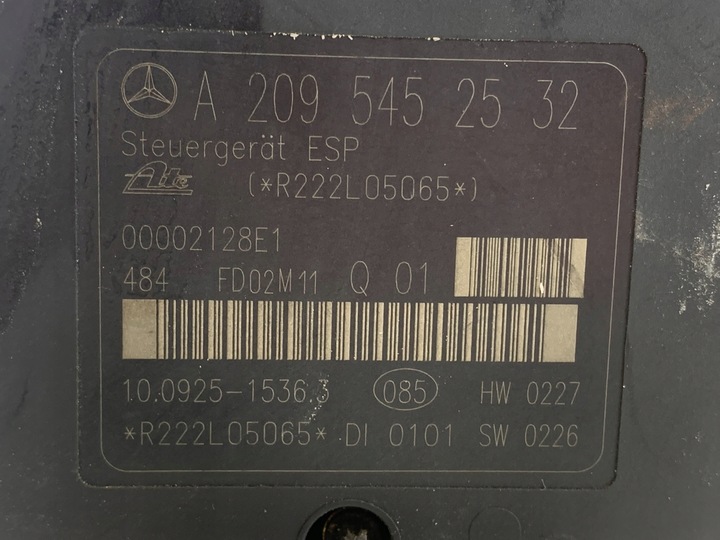 A 209 545 25 32
Steuergerät ESP
Ate (*R222L05065*)
00002128E1
484 FD02M11 Q 01
10.0925-1536.3 085 HW 0227
*R222L05065* DI 0101 SW 0226